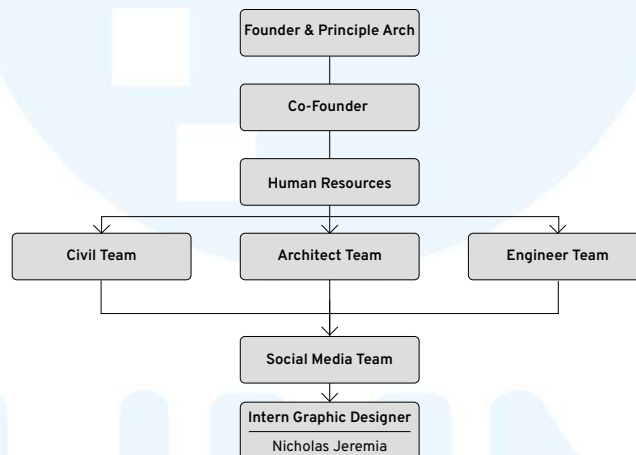 Founder & Principle Arch
Co-Founder
Human Resources
Civil Team
Architect Team
Engineer Team
Social Media Team
Intern Graphic Designer
Nicholas Jeremia